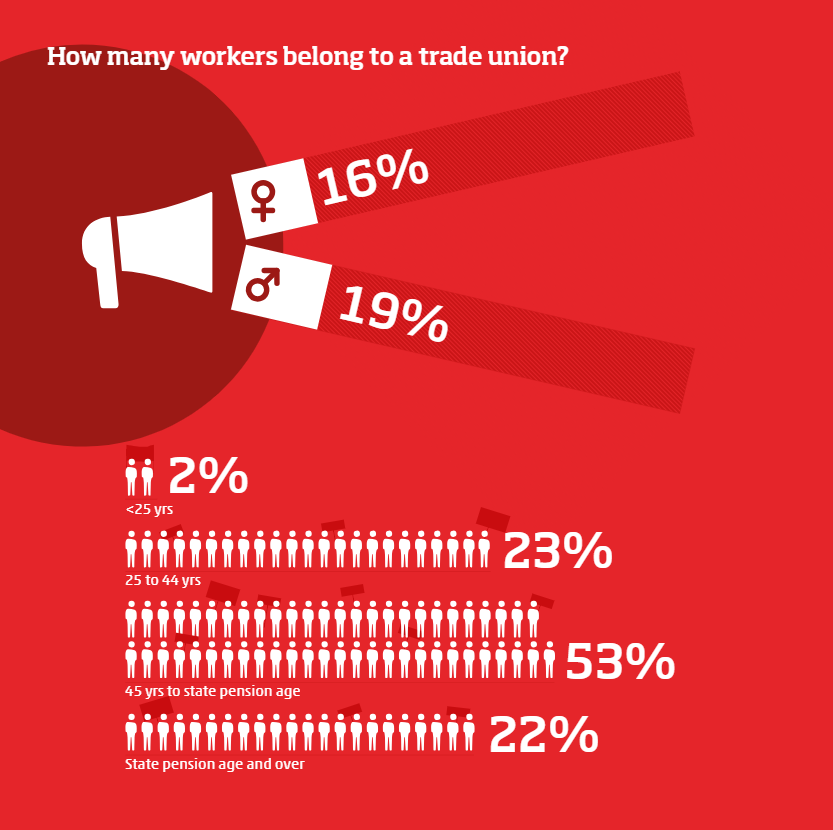 How many workers belong to a trade union?
16%
19%
2%
<25 yrs
23%
25 to 44 yrs
53%
45 yrs to state pension age
22%
State pension age and over